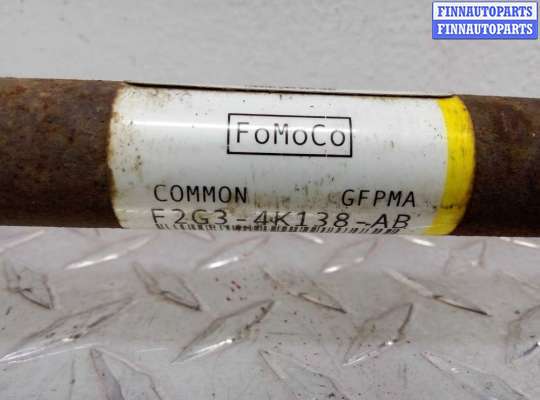 FINNAUTOPARTS
FINNAUTOPARTS
FoMoCo
COMMON GFPMA
F2G3-4K138-AB